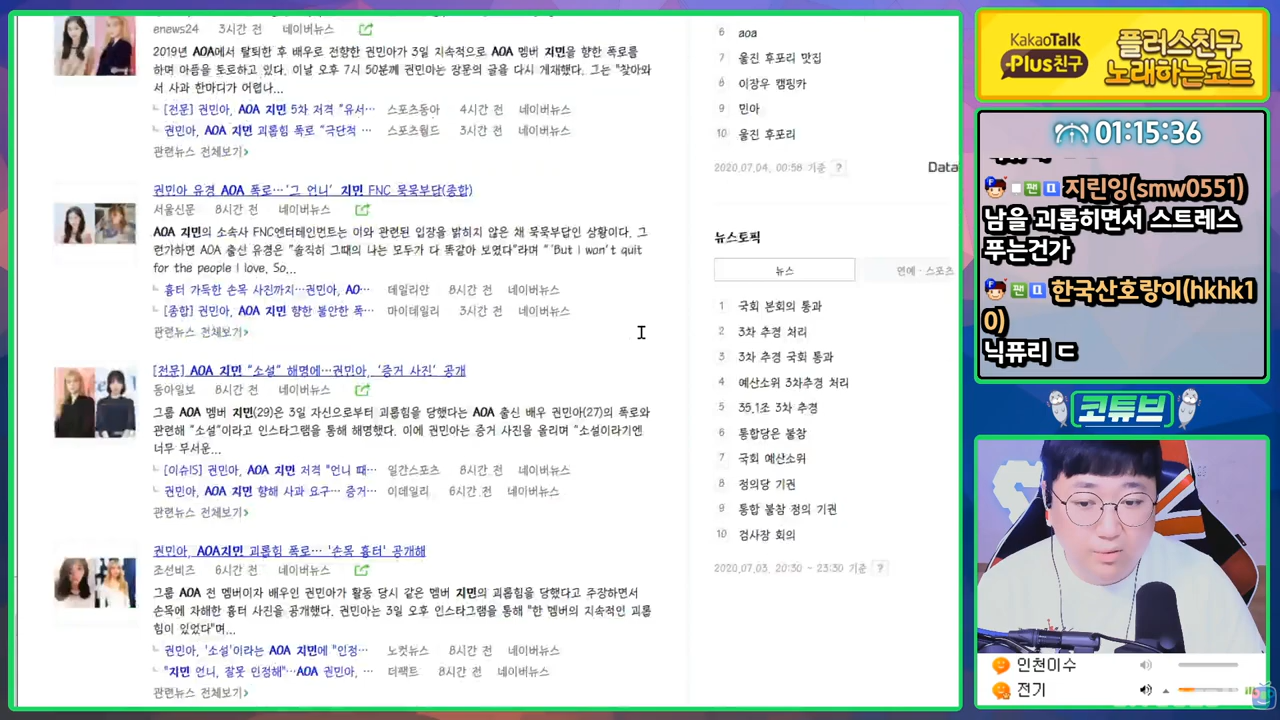 enews24 3시간 전 네이버뉴스
2019년 AOA에서 탈퇴한 후 배우로 전향한 권민아가 3일 지속적으로 AOA 멤버 지민을 향한 폭로를
하며 아픔을 토로하고 있다. 이날 오후 7시 50분께 권민아는 장문의 글을 다시 게재했다. 그는 "찾아와
서 사과 한마디가 어렵나...
[전문] 권민아, AOA 지민 5차 저격 "유서… 스포츠동아 4시간 전 네이버뉴스
권민아, AOA 지민 괴롭힘 폭로 "극단적 … 스포츠월드 3시간 전 네이버뉴스
관련뉴스 전체보기>
권민아 유경 AOA 폭로…'그 언니' 지민 FNC 묵묵부답(종합)
서울신문 8시간 전 네이버뉴스
AOA 지민의 소속사 FNC엔터테인먼트는 이와 관련된 입장을 밝히지 않은 채 묵묵부답인 상황이다. 그
런가하면 AOA 출신 유경은 "솔직히 그때의 나는 모두가 다 똑같아 보였다"라며 "'But I won't quit
for the people I love, So...
흉터 가득한 손목 사진까지…권민아, AO… 데일리안 8시간 전 네이버뉴스
[종합] 권민아, AOA 지민 향한 불안한 폭… 마이데일리 3시간 전 네이버뉴스
관련뉴스 전체보기>
[전문] AOA 지민 "소설" 해명에…권민아, '증거 사진' 공개
동아일보 8시간 전 네이버뉴스
그룹 AOA 멤버 지민(29)은 3일 자신으로부터 괴롭힘을 당했다는 AOA 출신 배우 권민아(27)의 폭로와
관련해 "소설"이라고 인스타그램을 통해 해명했다. 이에 권민아는 증거 사진을 올리며 "소설이라기엔
너무 무서운...
[이슈IS] 권민아, AOA 지민 저격 "언니 때… 일간스포츠 8시간 전 네이버뉴스
권민아, AOA 지민 향해 사과 요구… 증거… 이데일리 6시간 전 네이버뉴스
관련뉴스 전체보기>
권민아, AOA지민 괴롭힘 폭로… '손목 흉터' 공개해
조선비즈 6시간 전 네이버뉴스
그룹 AOA 전 멤버이자 배우인 권민아가 활동 당시 같은 멤버 지민의 괴롭힘을 당했다고 주장하면서
손목에 자해한 흉터 사진을 공개했다. 권민아는 3일 오후 인스타그램을 통해 "한 멤버의 지속적인 괴롭
힘이 있었다"며...
권민아, '소설'이라는 AOA 지민에 "인정… 노컷뉴스 8시간 전 네이버뉴스
"지민 언니, 잘못 인정해"…AOA 권민아, … 더팩트 8시간 전 네이버뉴스
관련뉴스 전체보기>
6 aoa
7 울진 후포리 맛집
8 이장우 캠핑카
9 민아
10 울진 후포리
2020.07.04. 00:58 기준 ? Data
뉴스토픽
뉴스 연예·스포츠
1 국회 본회의 통과
2 3차 추경 처리
3 3차 추경 국회 통과
4 예산소위 3차추경 처리
5 35.1조 3차 추경
6 통합당은 불참
7 국회 예산소위
8 정의당 기권
9 통합 불참 정의 기권
10 검사장 회의
2020.07.03. 20:30 ~ 23:30 기준 ?
KakaoTalk
Plus친구
플러스친구
노래하는코트
01:15:36
팬 지린잉(smw0551)
남을 괴롭히면서 스트레스
푸는건가
팬 한국산호랑이(hkhk1
0)
닉퓨리 ㄷ
코튜브
인천이수
전기